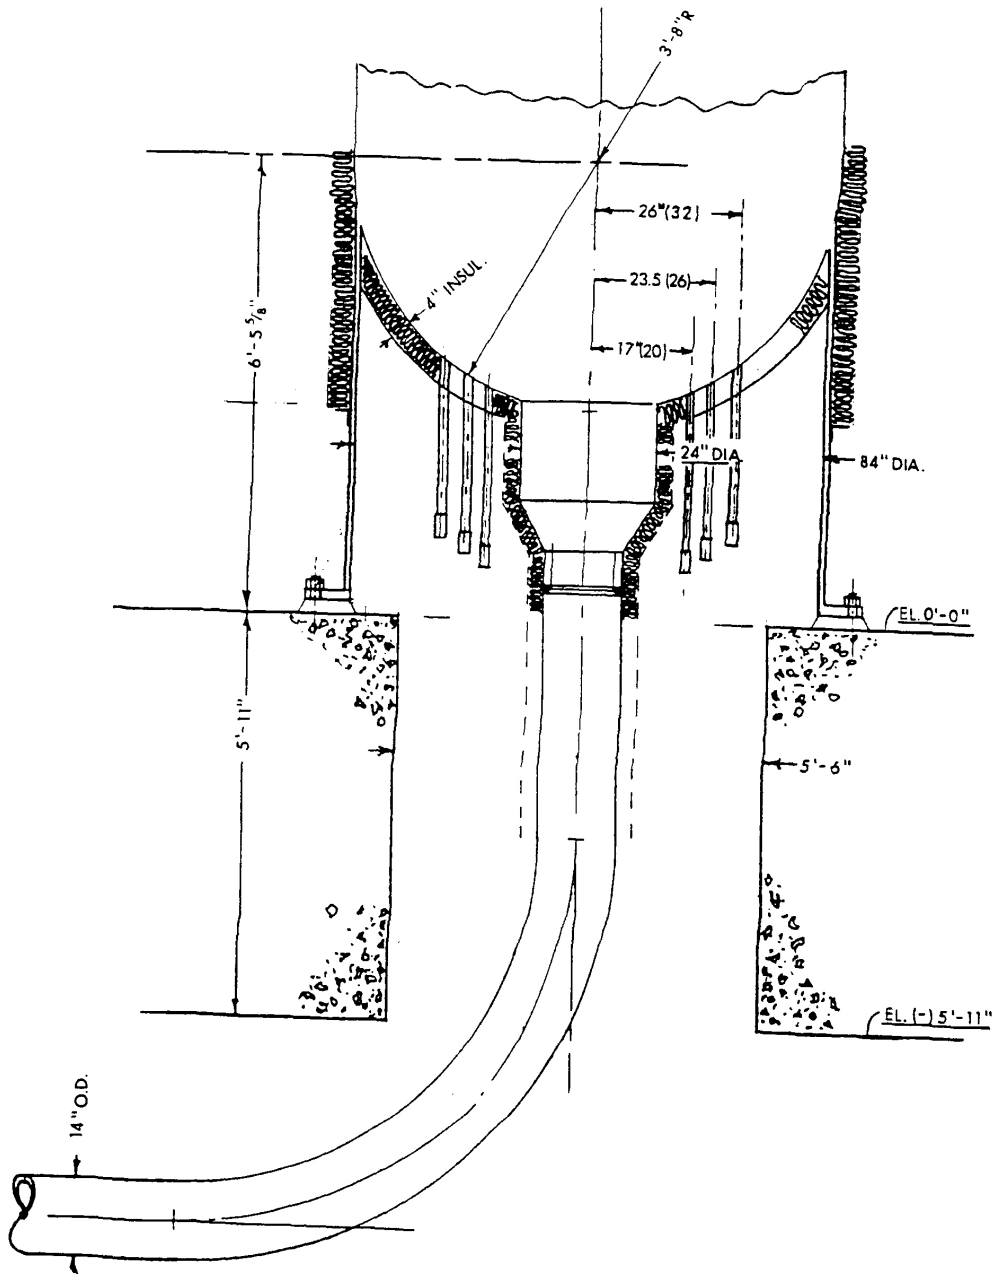 3'-8"R
26"(32)
4" INSUL.
23.5 (26)
6'-5 5/8"
17"(20)
24" DIA
84" DIA.
EL. 0'-0"
5'-11"
5'-6"
EL. (-) 5'-11"
14" O.D.